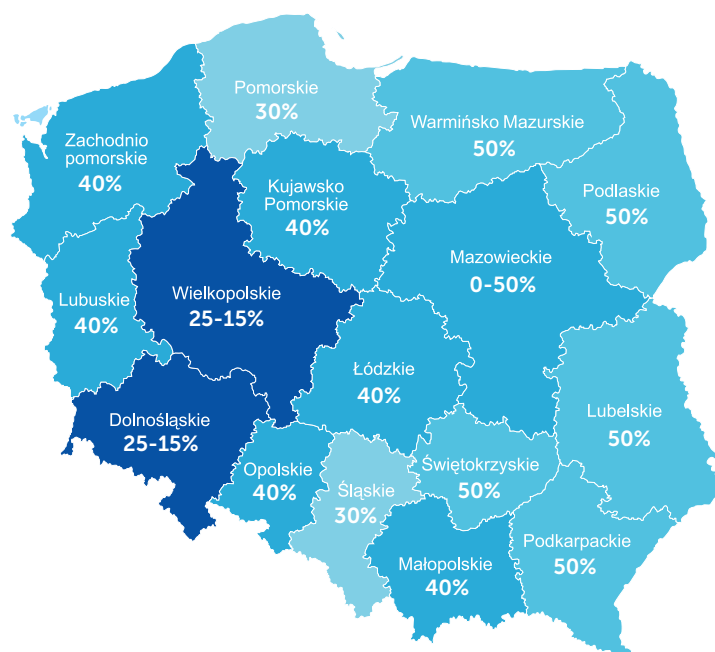 Pomorskie
30%
Warmińsko Mazurskie
50%
Zachodnio
pomorskie
40%
Kujawsko
Pomorskie
40%
Podlaskie
50%
Mazowieckie
0-50%
Wielkopolskie
25-15%
Lubuskie
40%
Łódzkie
40%
Dolnośląskie
25-15%
Lubelskie
50%
Opolskie
40%
Śląskie
30%
Świętokrzyskie
50%
Podkarpackie
50%
Małopolskie
40%